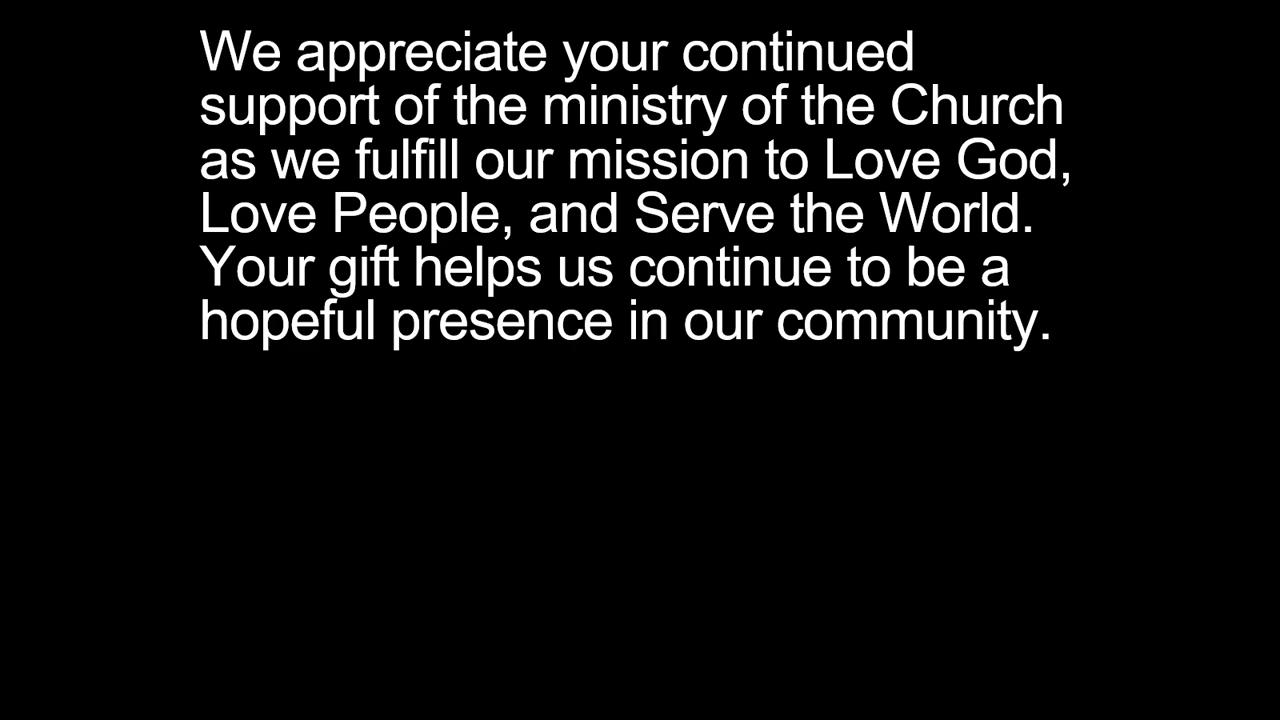 We appreciate your continued
support of the ministry of the Church
as we fulfill our mission to Love God,
Love People, and Serve the World.
Your gift helps us continue to be a
hopeful presence in our community.